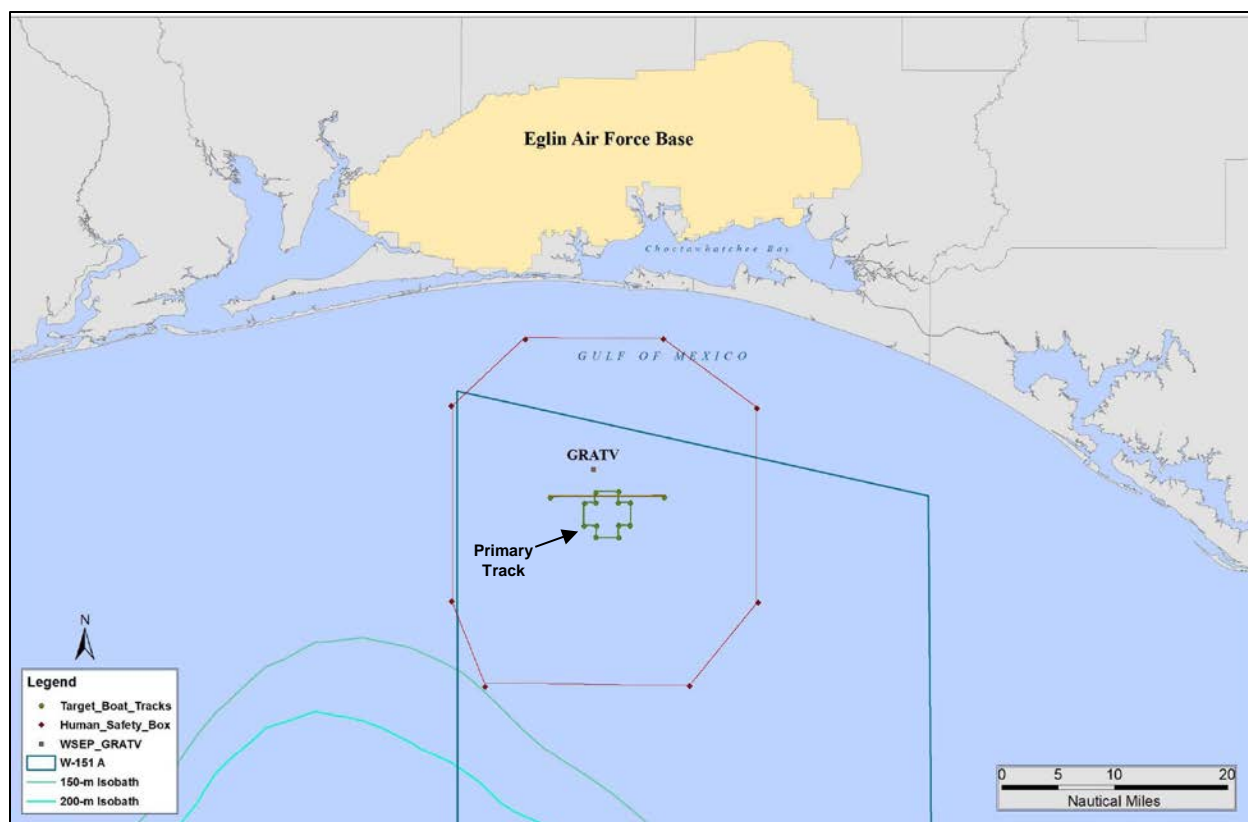 Eglin Air Force Base
Choctawhatchee Bay
GULF OF MEXICO
GRATV
Primary
Track
N
Legend
Target_Boat_Tracks
Human_Safety_Box
WSEP_GRATV
W-151 A
150-m Isobath
200-m Isobath
0 5 10 20
Nautical Miles